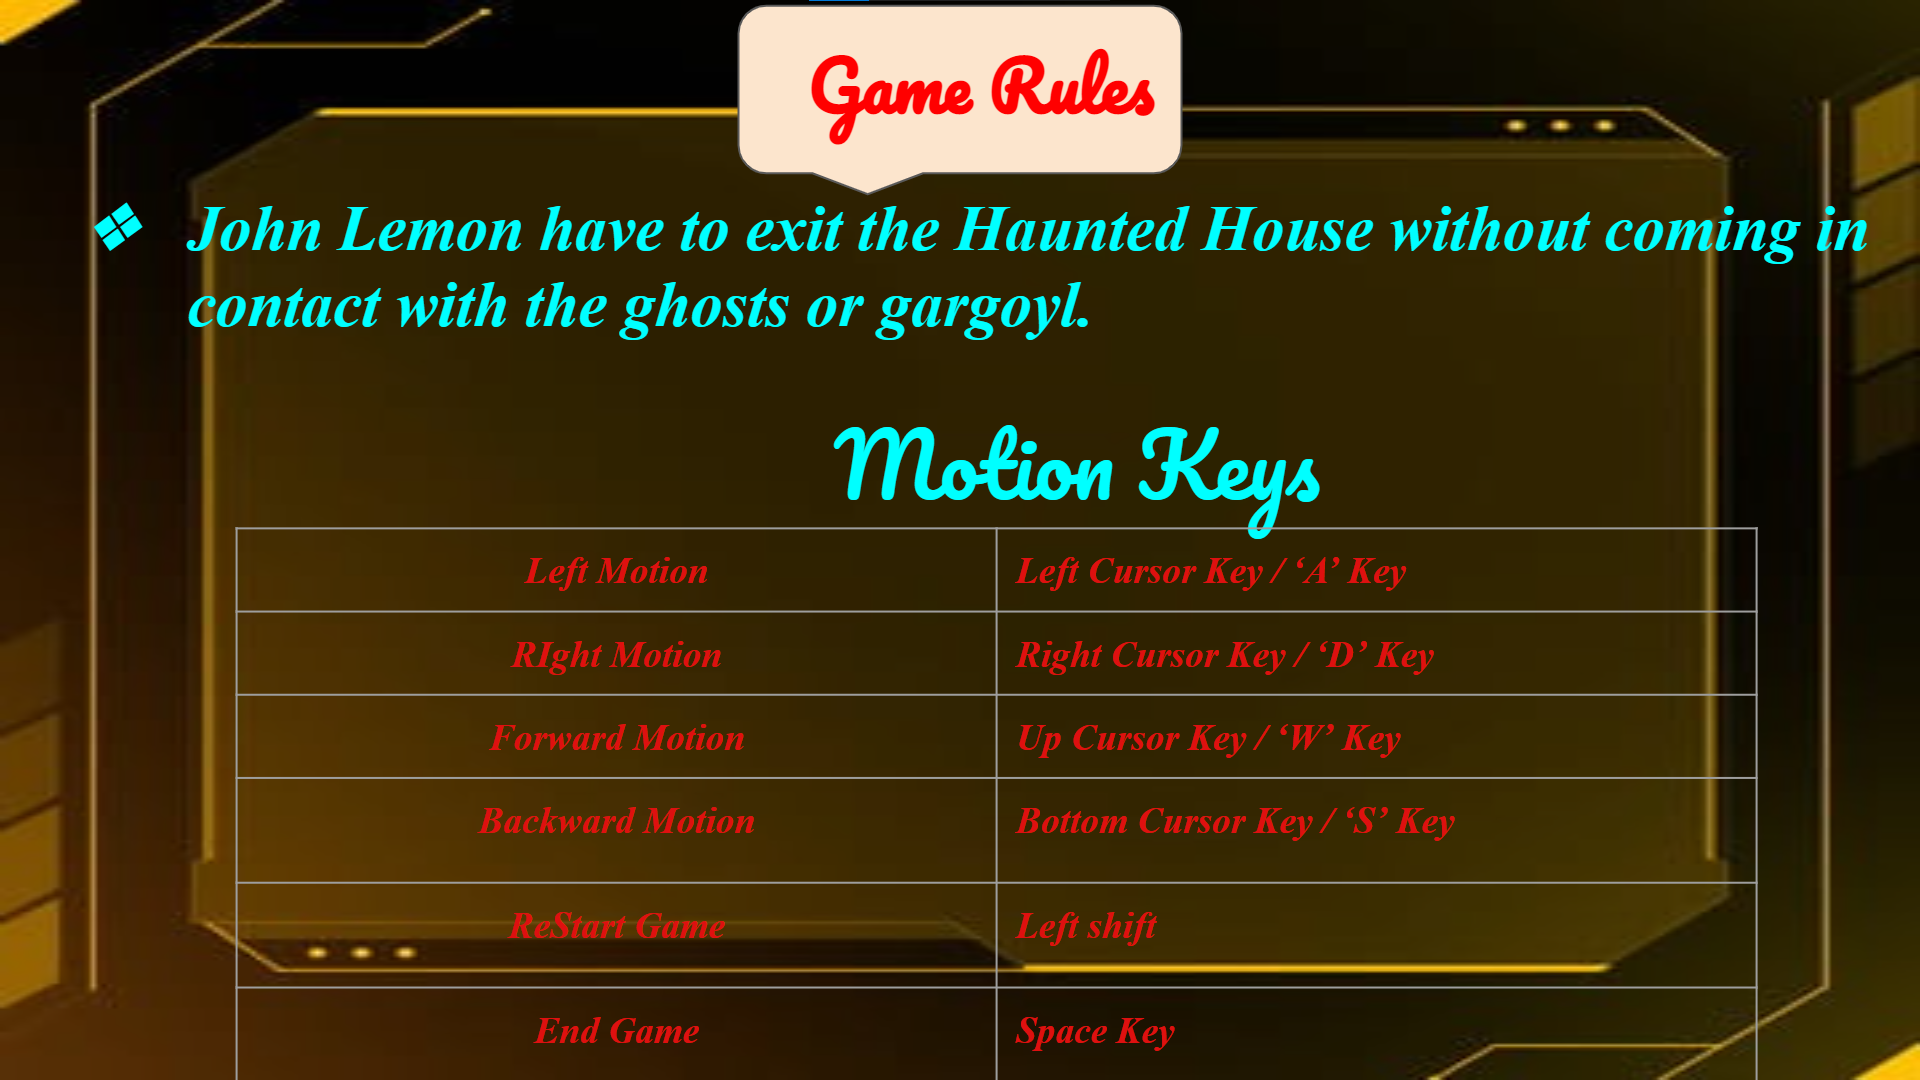 Game Rules
❖ John Lemon have to exit the Haunted House without coming in
contact with the ghosts or gargoyl.
Motion Keys
Left Motion Left Cursor Key / ‘A’ Key
RIght Motion Right Cursor Key / ‘D’ Key
Forward Motion Up Cursor Key / ‘W’ Key
Backward Motion Bottom Cursor Key / ‘S’ Key
ReStart Game Left shift
End Game Space Key